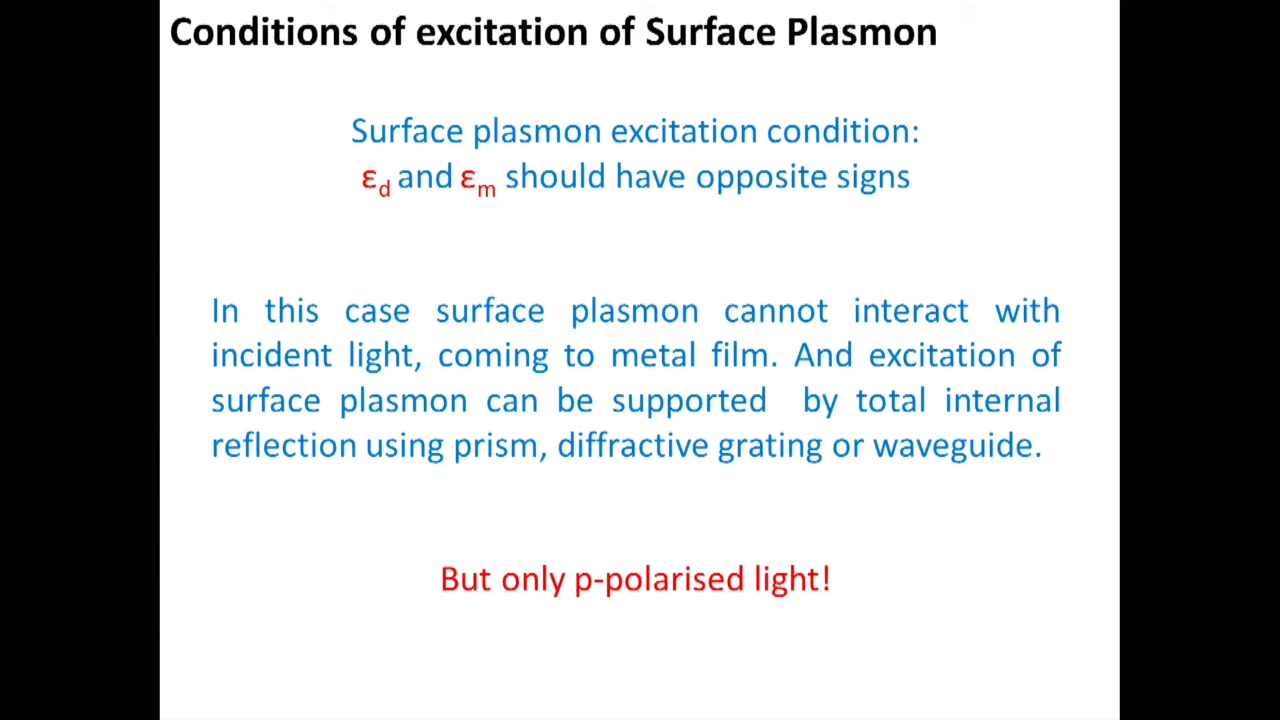 Conditions of excitation of Surface Plasmon
Surface plasmon excitation condition:
εd and εm should have opposite signs
In this case surface plasmon cannot interact with
incident light, coming to metal film. And excitation of
surface plasmon can be supported by total internal
reflection using prism, diffractive grating or waveguide.
But only p-polarised light!